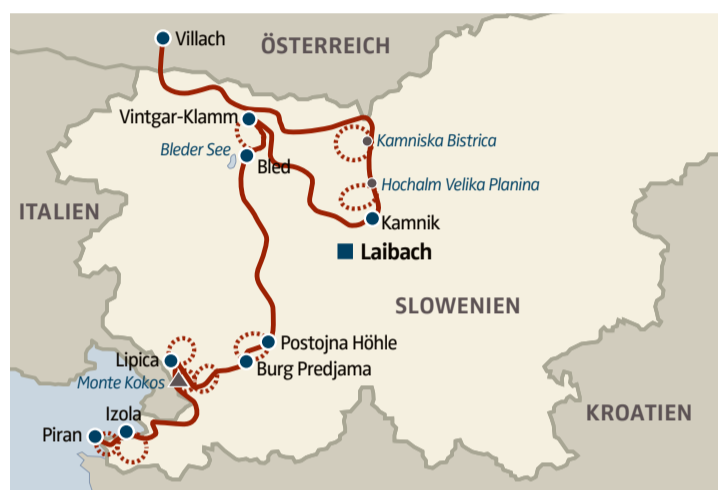 Villach
ÖSTERREICH
Vintgar-Klamm
Kamniska Bistrica
Bleder See
Bled
Hochalm Velika Planina
ITALIEN
Kamnik
Laibach
SLOWENIEN
Postojna Höhle
Lipica
Burg Predjama
Monte Kokos
Izola
KROATIEN
Piran